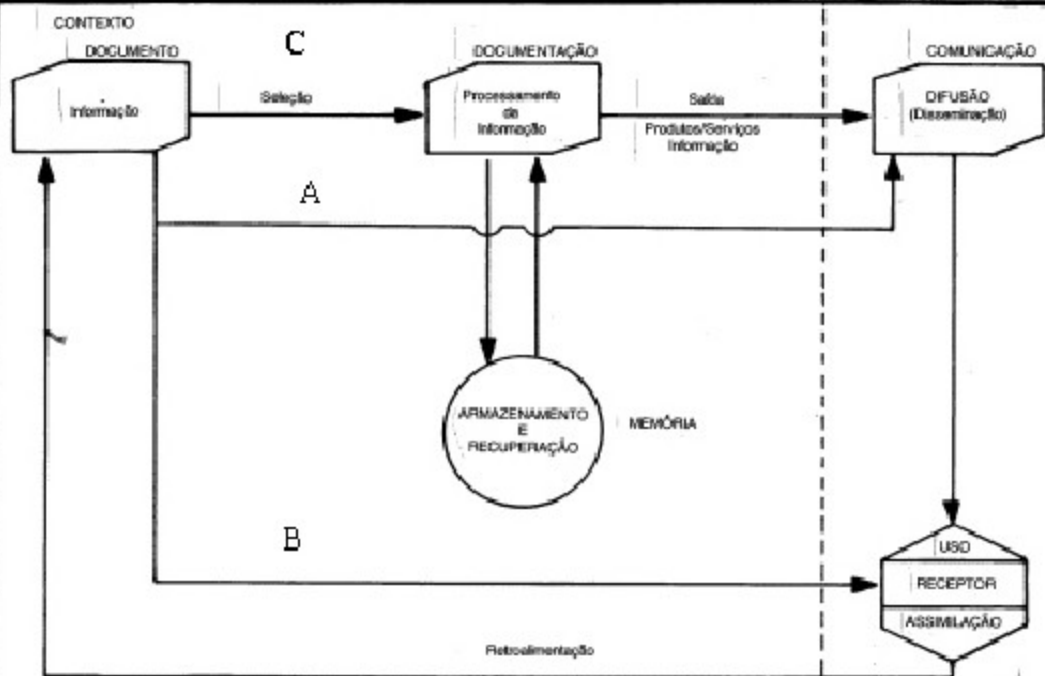 CONTEXTO
DOCUMENTO
Informação
C
Seleção
DOCUMENTAÇÃO
Processamento
de
Informação
Saída
Produtos/Serviços
Informação
COMUNICAÇÃO
DIFUSÃO
(Disseminação)
A
ARMAZENAMENTO
E
RECUPERAÇÃO
MEMÓRIA
B
USO
RECEPTOR
ASSIMILAÇÃO
Retroalimentação